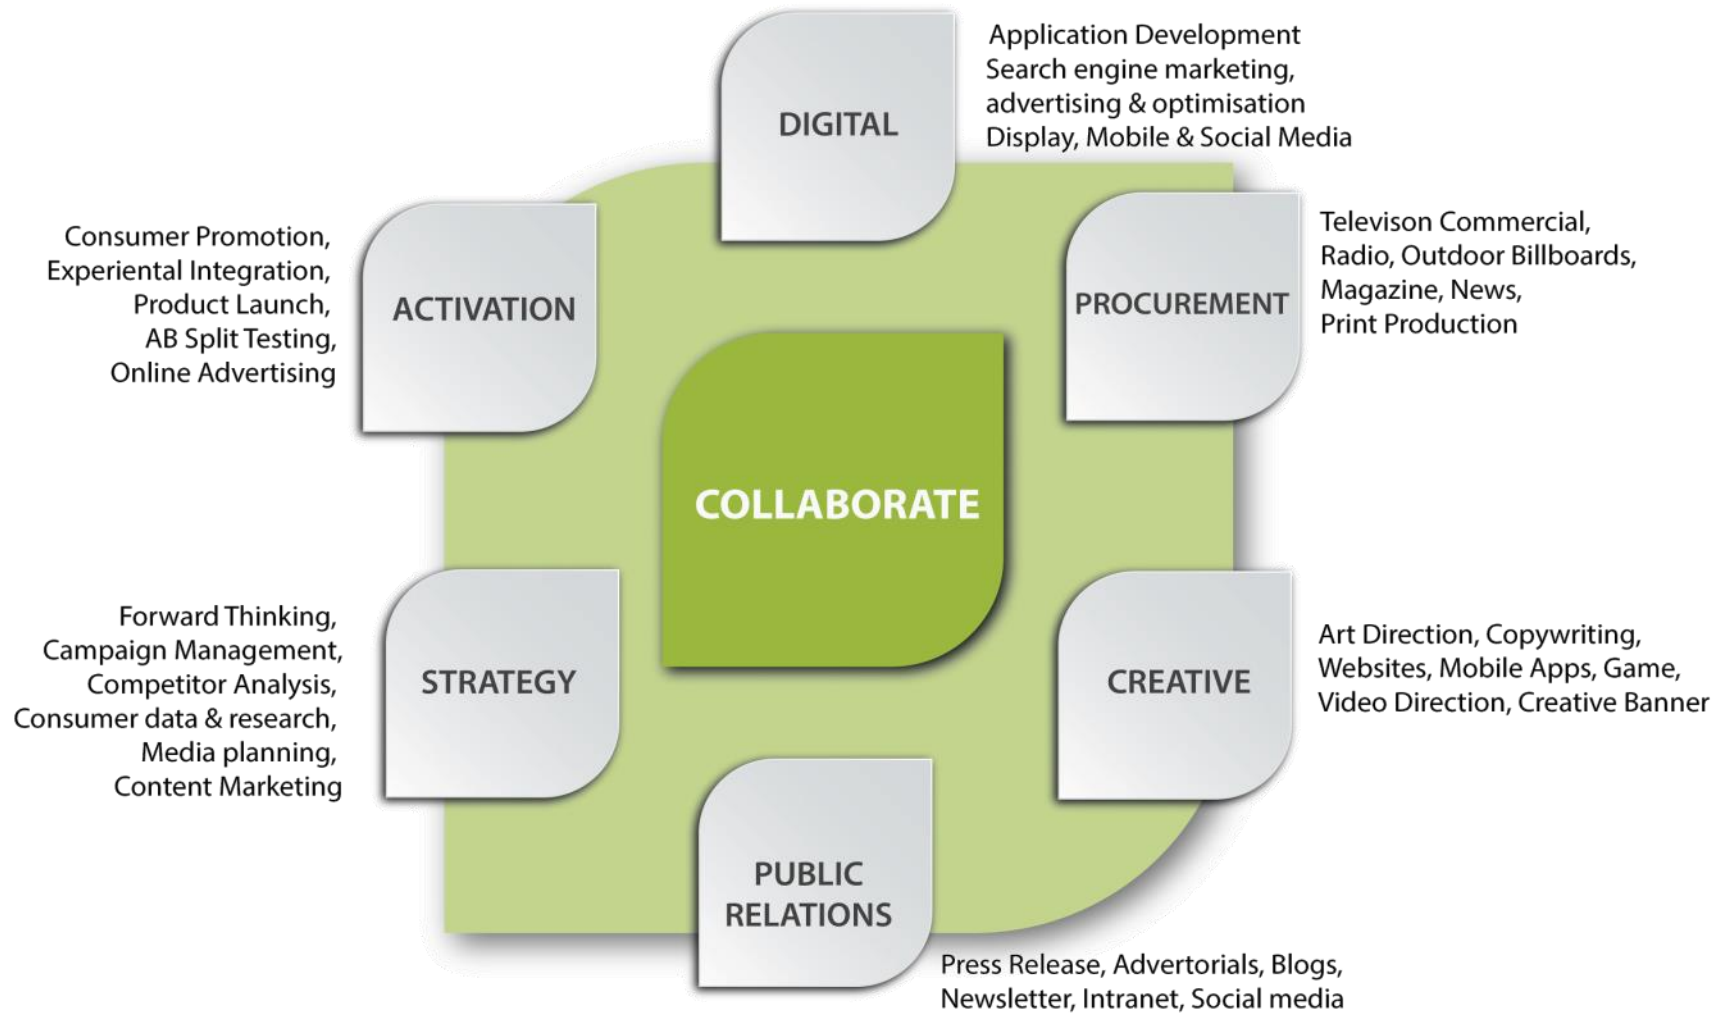 DIGITAL
Application Development
Search engine marketing,
advertising & optimisation
Display, Mobile & Social Media
ACTIVATION
Consumer Promotion,
Experiental Integration,
Product Launch,
AB Split Testing,
Online Advertising
PROCUREMENT
Televison Commercial,
Radio, Outdoor Billboards,
Magazine, News,
Print Production
COLLABORATE
STRATEGY
Forward Thinking,
Campaign Management,
Competitor Analysis,
Consumer data & research,
Media planning,
Content Marketing
CREATIVE
Art Direction, Copywriting,
Websites, Mobile Apps, Game,
Video Direction, Creative Banner
PUBLIC
RELATIONS
Press Release, Advertorials, Blogs,
Newsletter, Intranet, Social media